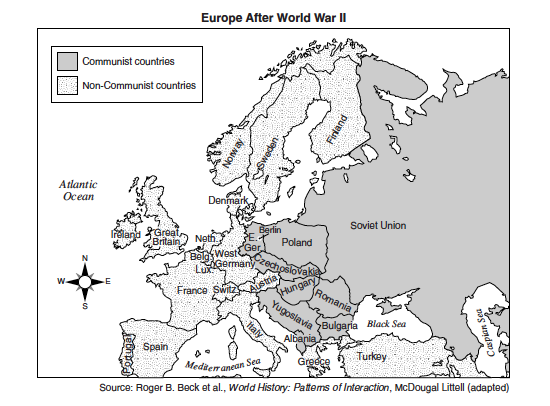 Europe After World War II
Communist countries
Non-Communist countries
Norway
Sweden
Finland
Atlantic
Ocean
Denmark
Ireland
Great
Britain
Neth.
Berlin
E.
Ger.
Poland
Soviet Union
Belg.
West
Germany
Lux.
Czechoslovakia
N
W
E
S
France
Switz.
Austria
Hungary
Romania
Yugoslavia
Italy
Bulgaria
Black Sea
Caspian Sea
Albania
Portugal
Spain
Mediterranean Sea
Greece
Turkey
Source: Roger B. Beck et al., World History: Patterns of Interaction, McDougal Littell (adapted)